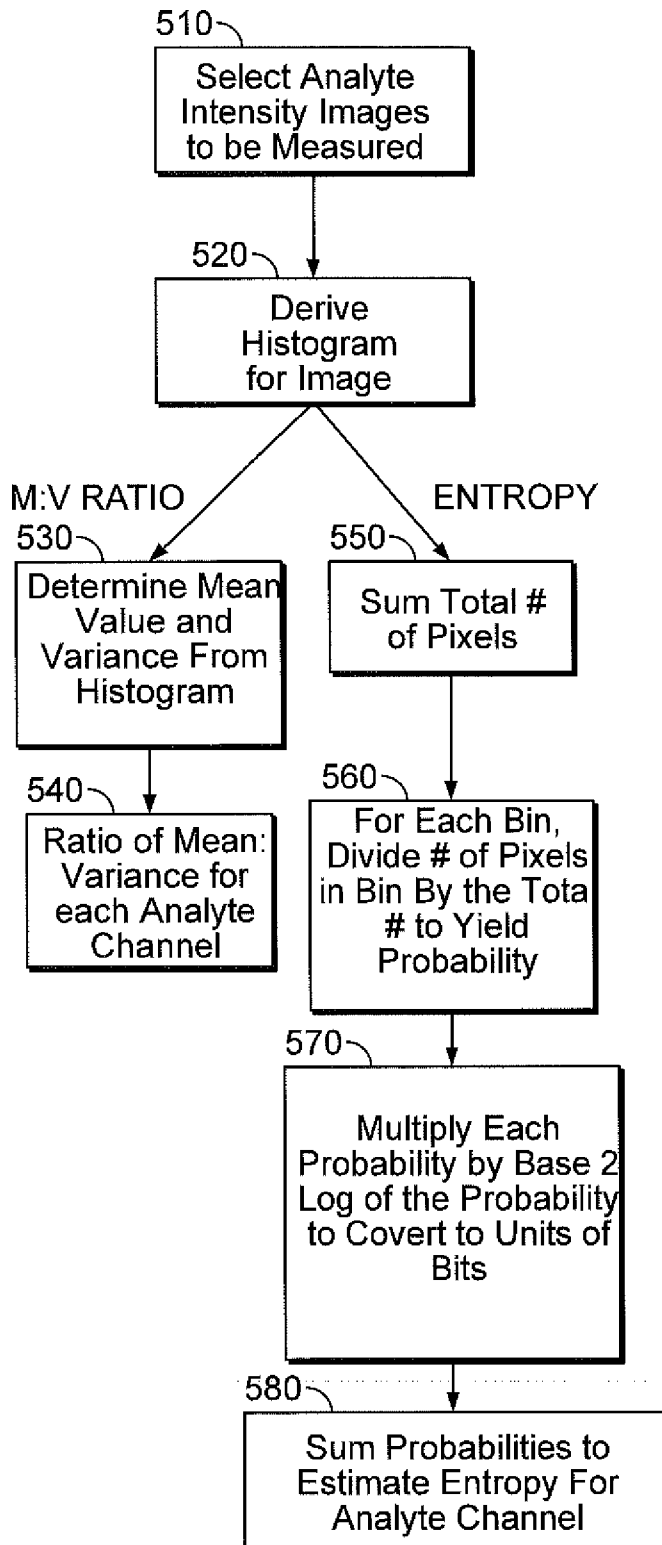 510
Select Analyte
Intensity Images
to be Measured
520
Derive
Histogram
for Image
M:V RATIO
530
Determine Mean
Value and
Variance From
Histogram
540
Ratio of Mean:
Variance for
each Analyte
Channel
ENTROPY
550
Sum Total #
of Pixels
560
For Each Bin,
Divide # of Pixels
in Bin By the Tota
# to Yield
Probability
570
Multiply Each
Probability by Base 2
Log of the Probability
to Covert to Units of
Bits
580
Sum Probabilities to
Estimate Entropy For
Analyte Channel